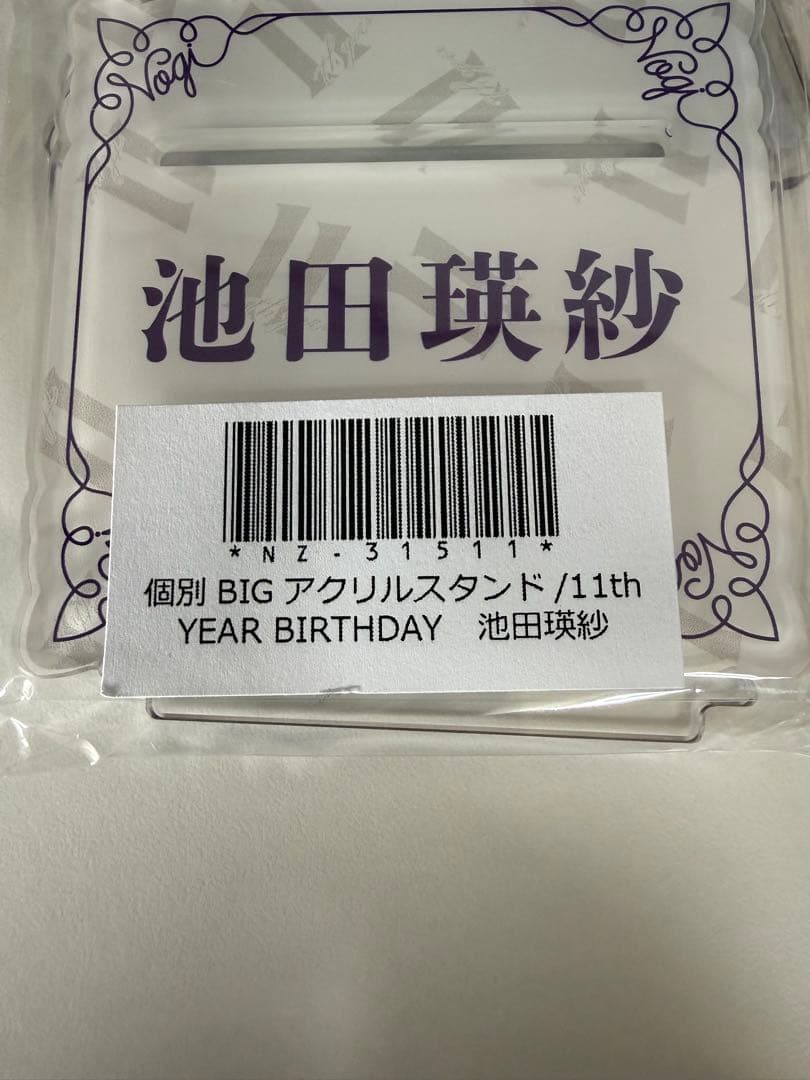 Nogi
Nogi
池田瑛紗
*NZ-31511*
個別 BIG アクリルスタンド /11th
YEAR BIRTHDAY　池田瑛紗